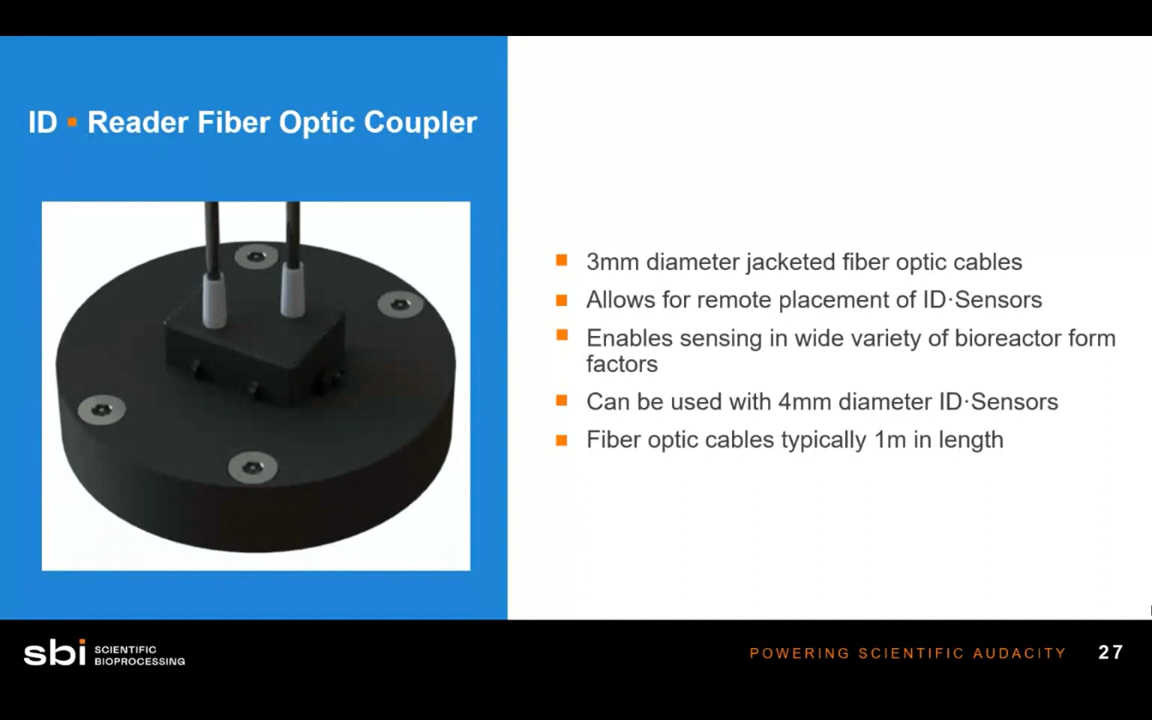 ID ▪ Reader Fiber Optic Coupler
▪ 3mm diameter jacketed fiber optic cables
▪ Allows for remote placement of ID·Sensors
▪ Enables sensing in wide variety of bioreactor form
factors
▪ Can be used with 4mm diameter ID·Sensors
▪ Fiber optic cables typically 1m in length
sbi SCIENTIFIC
BIOPROCESSING
POWERING SCIENTIFIC AUDACITY 27